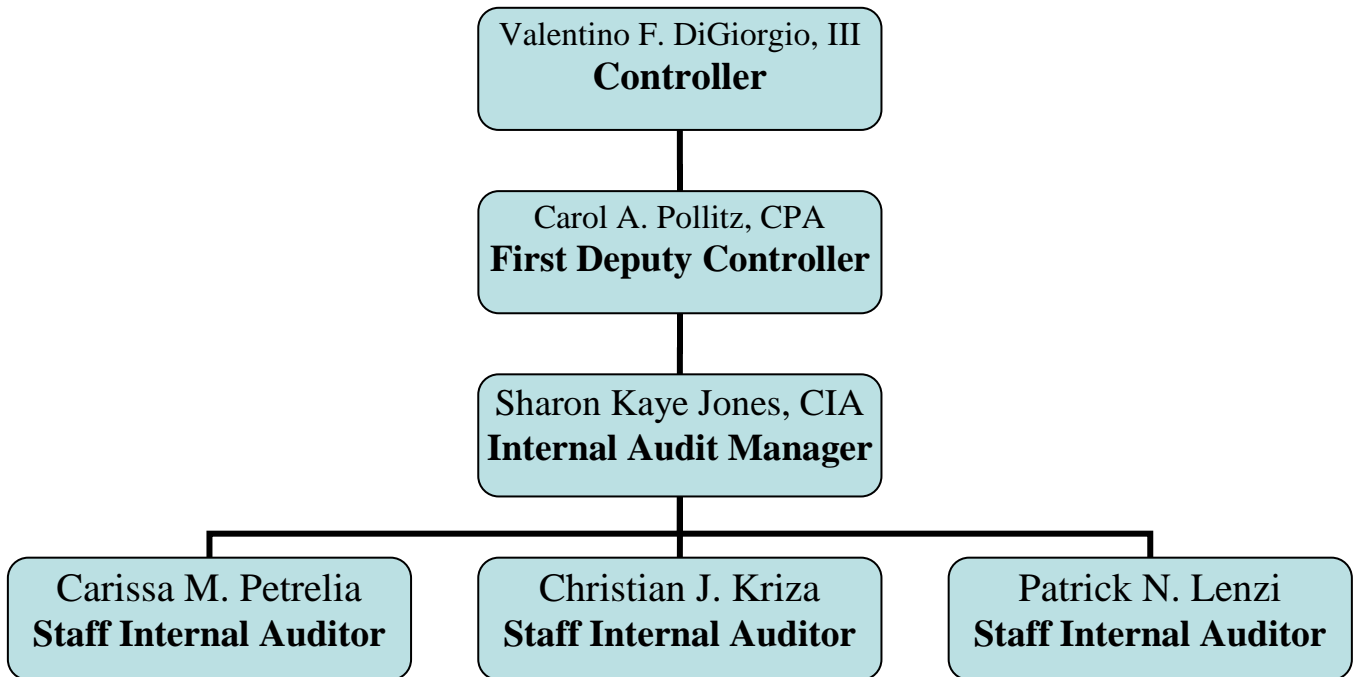 Valentino F. DiGiorgio, III
Controller
Carol A. Pollitz, CPA
First Deputy Controller
Sharon Kaye Jones, CIA
Internal Audit Manager
Carissa M. Petrelia
Staff Internal Auditor
Christian J. Kriza
Staff Internal Auditor
Patrick N. Lenzi
Staff Internal Auditor